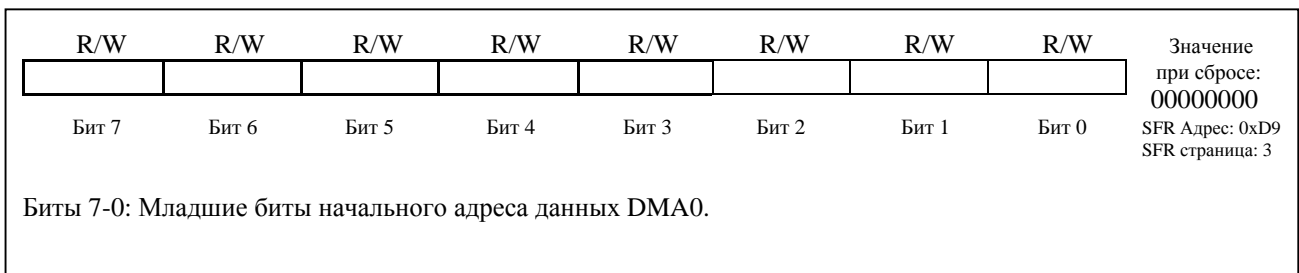 R/W R/W R/W R/W R/W R/W R/W R/W Значение
при сбросе:
00000000
Бит 7 Бит 6 Бит 5 Бит 4 Бит 3 Бит 2 Бит 1 Бит 0 SFR Адрес: 0xD9
SFR страница: 3
Биты 7-0: Младшие биты начального адреса данных DMA0.